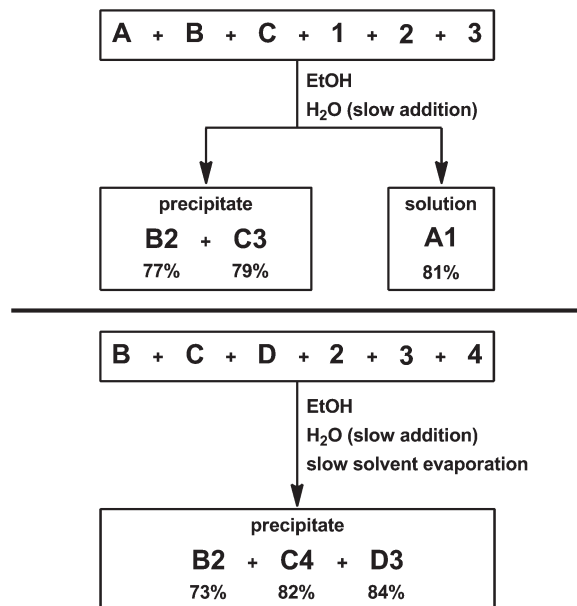 A + B + C + 1 + 2 + 3
EtOH
H₂O (slow addition)
precipitate
B2 + C3
77% 79%
solution
A1
81%
B + C + D + 2 + 3 + 4
EtOH
H₂O (slow addition)
slow solvent evaporation
precipitate
B2 + C4 + D3
73% 82% 84%